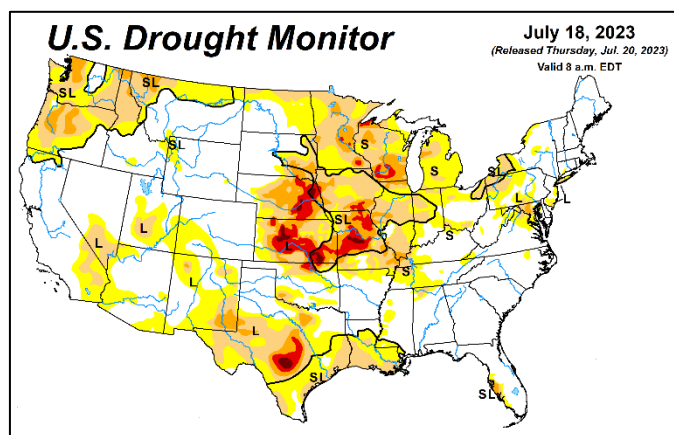 U.S. Drought Monitor
July 18, 2023
(Released Thursday, Jul. 20, 2023)
Valid 8 a.m. EDT
SL
SL
SL
S
S
SL
L
L
SL
S
L
L
L
S
L
L
SL
SL